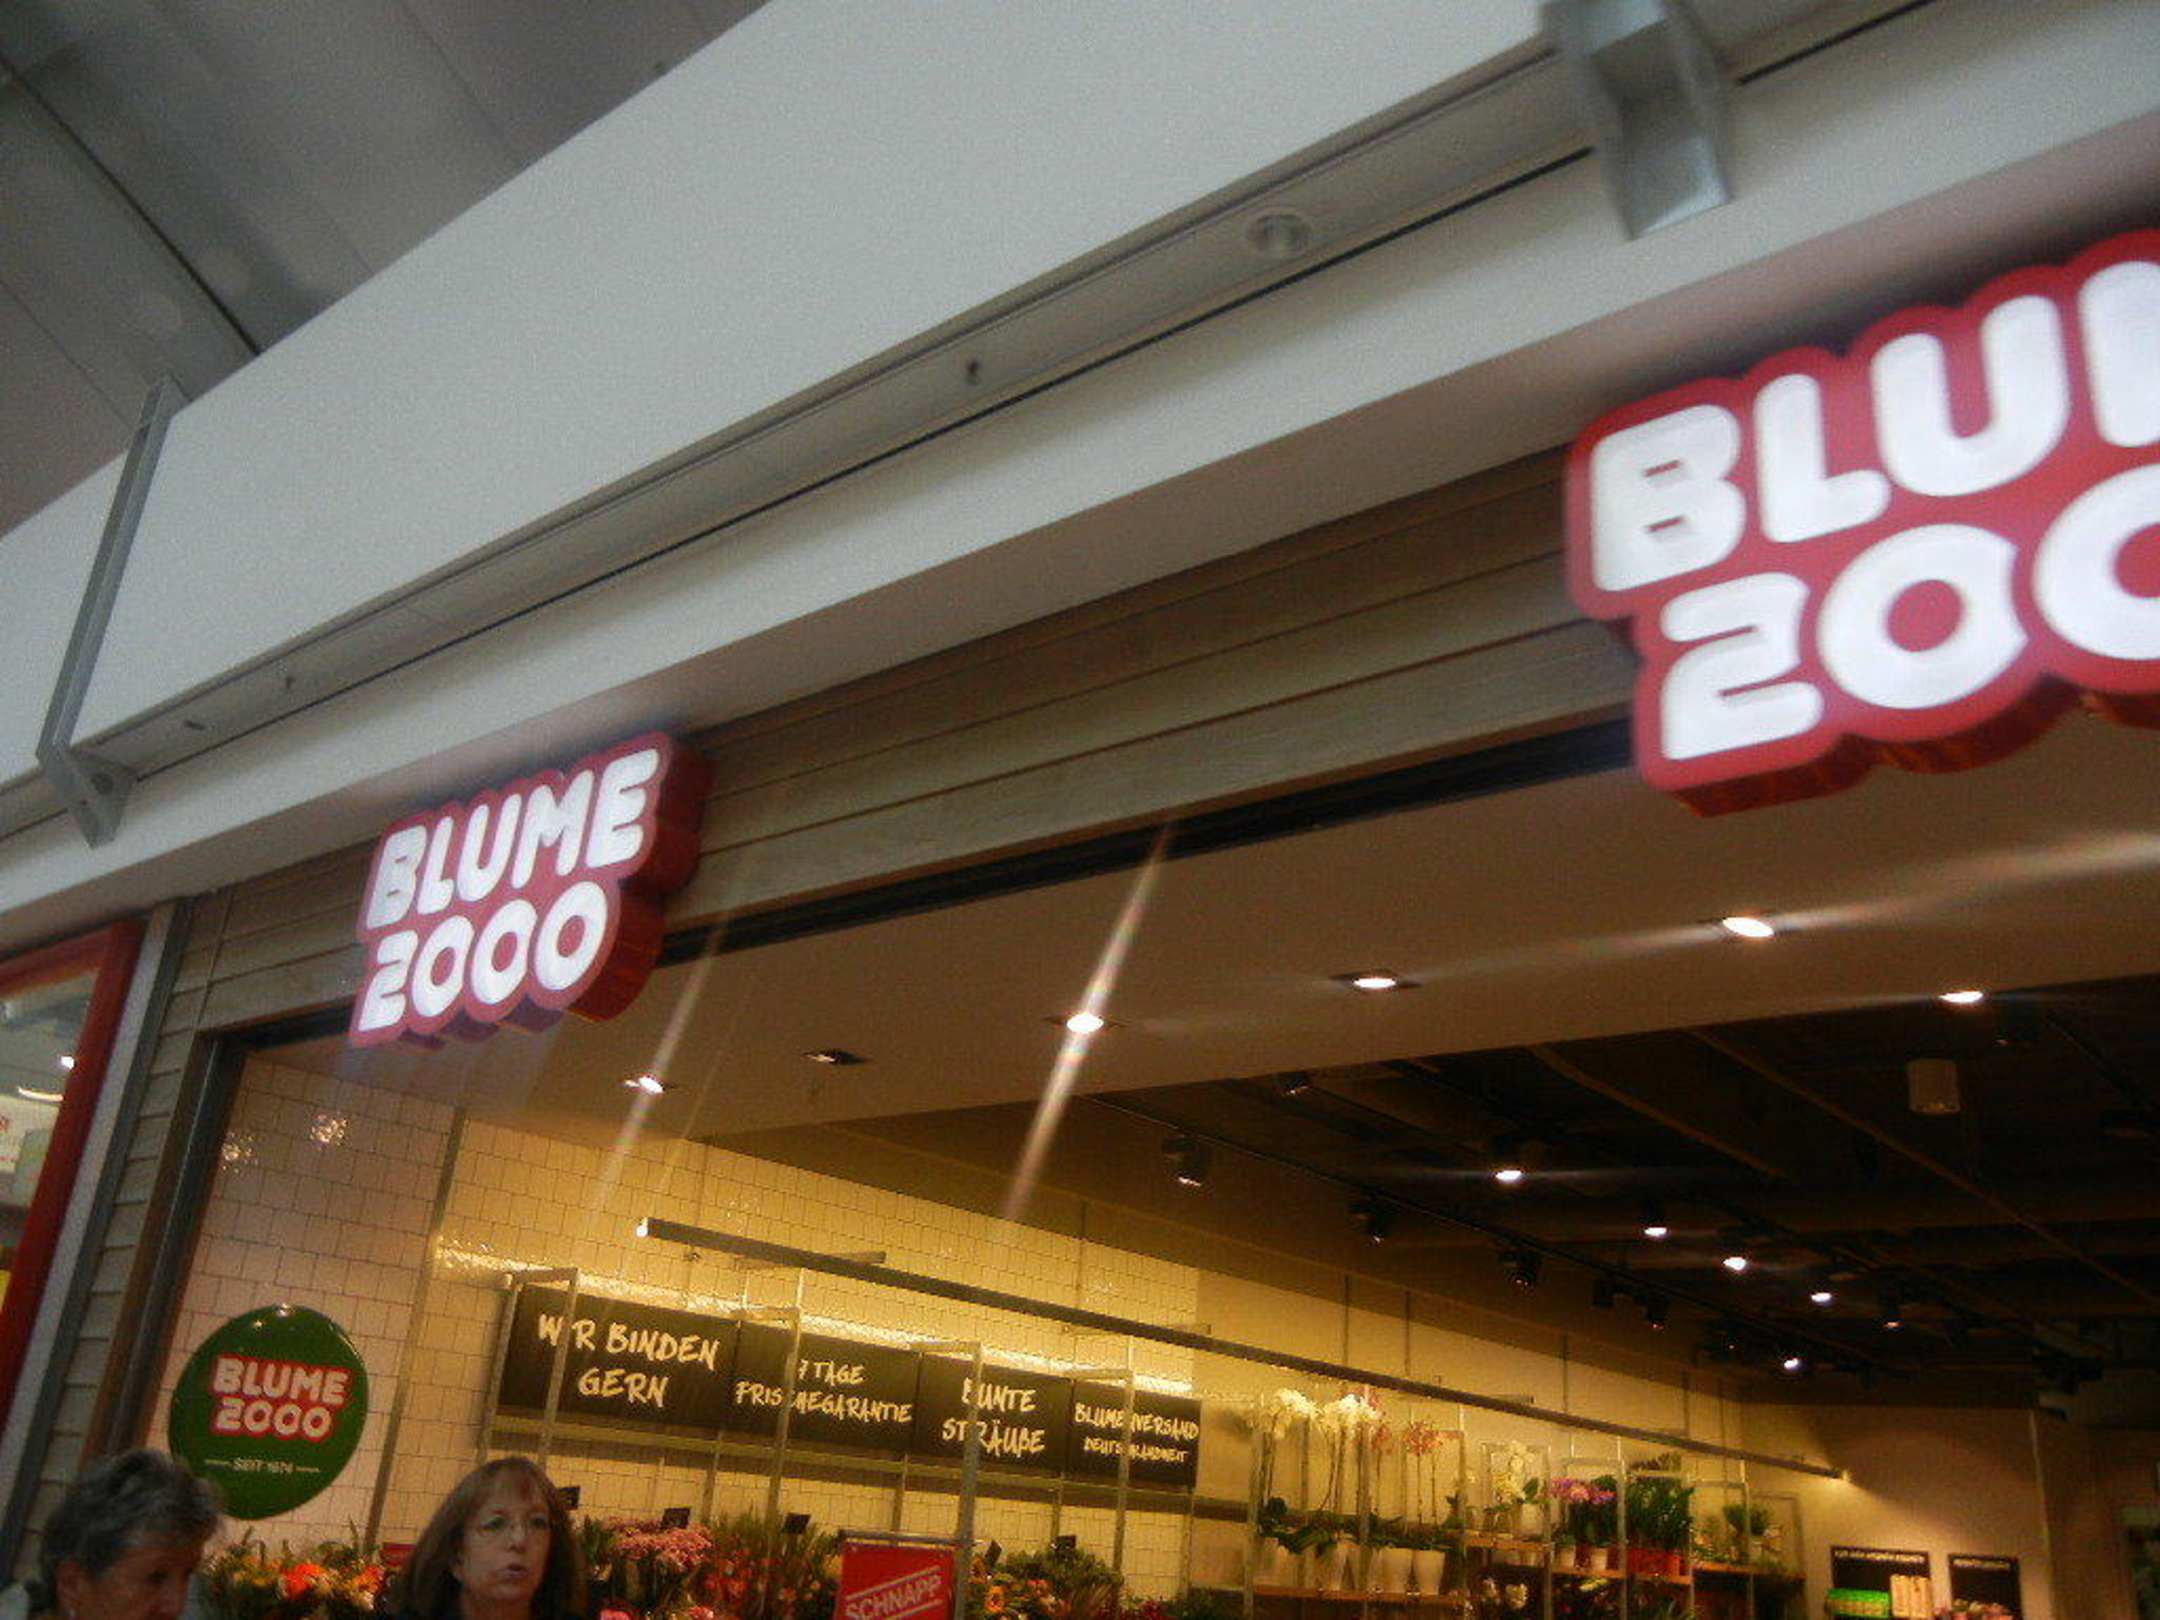 BLUME
2000
BLUM
200
BLUME
2000
SEIT 1974
WIR BINDEN
GERN
7 TAGE
FRISCHEGARANTIE
BUNTE
STRÄUßE
BLUMENVERSAND
DEUTSCHLANDWEIT
SCHNAPP